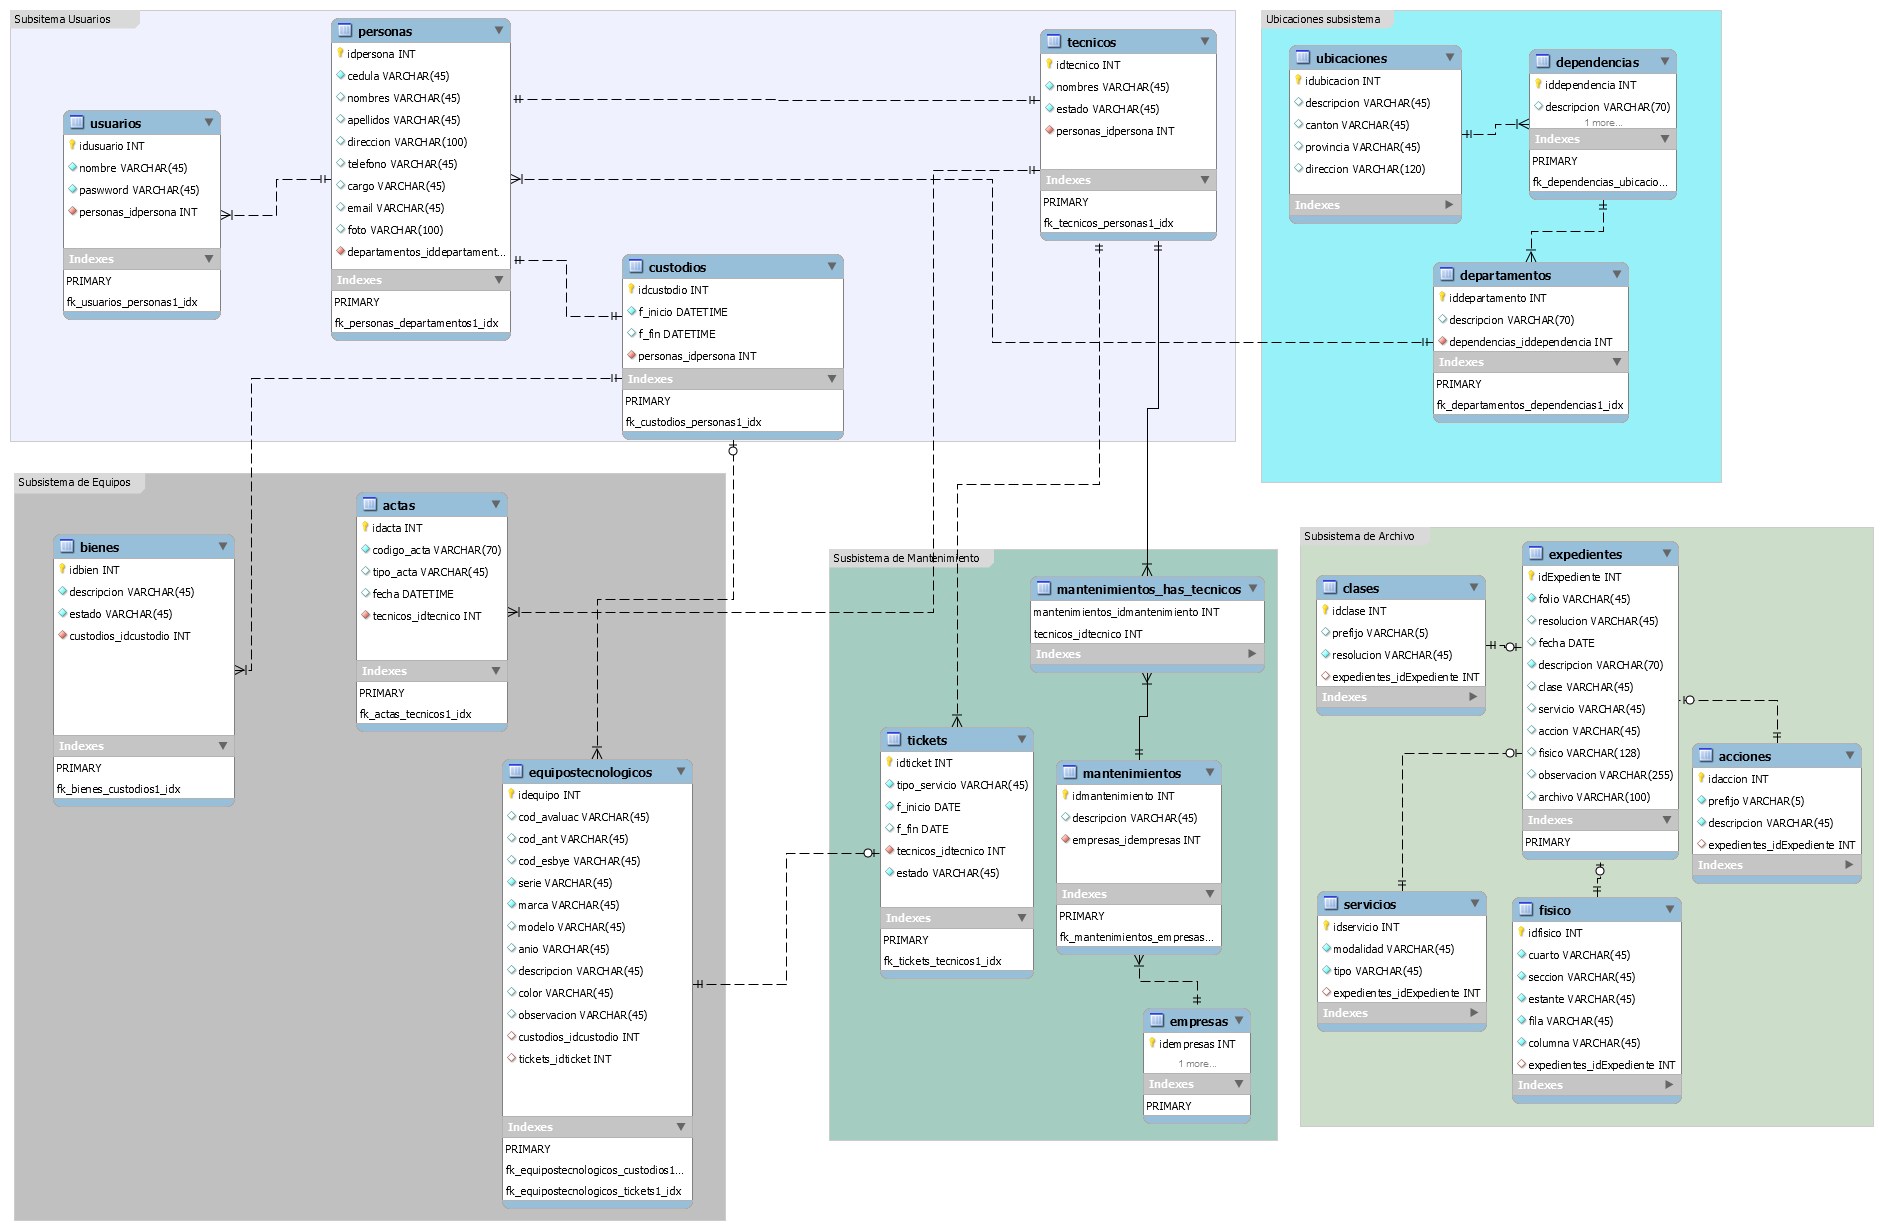 Subsitema Usuarios
personas
idpersona INT
cedula VARCHAR(45)
nombres VARCHAR(45)
apellidos VARCHAR(45)
direccion VARCHAR(100)
telefono VARCHAR(45)
cargo VARCHAR(45)
email VARCHAR(45)
foto VARCHAR(100)
departamentos_iddepartament...
Indexes
PRIMARY
fk_personas_departamentos1_idx
usuarios
idusuario INT
nombre VARCHAR(45)
paswword VARCHAR(45)
personas_idpersona INT
Indexes
PRIMARY
fk_usuarios_personas1_idx
custodios
idcustodio INT
f_inicio DATETIME
f_fin DATETIME
personas_idpersona INT
Indexes
PRIMARY
fk_custodios_personas1_idx
tecnicos
idtecnico INT
nombres VARCHAR(45)
estado VARCHAR(45)
personas_idpersona INT
Indexes
PRIMARY
fk_tecnicos_personas1_idx
Ubicaciones subsistema
ubicaciones
idubicacion INT
descripcion VARCHAR(45)
canton VARCHAR(45)
provincia VARCHAR(45)
direccion VARCHAR(120)
Indexes
dependencias
iddependencia INT
descripcion VARCHAR(70)
1 more...
Indexes
PRIMARY
fk_dependencias_ubicacio...
departamentos
iddepartamento INT
descripcion VARCHAR(70)
dependencias_iddependencia INT
Indexes
PRIMARY
fk_departamentos_dependencias1_idx
Subsistema de Equipos
bienes
idbien INT
descripcion VARCHAR(45)
estado VARCHAR(45)
custodios_idcustodio INT
Indexes
PRIMARY
fk_bienes_custodios1_idx
actas
idacta INT
codigo_acta VARCHAR(70)
tipo_acta VARCHAR(45)
fecha DATETIME
tecnicos_idtecnico INT
Indexes
PRIMARY
fk_actas_tecnicos1_idx
equipostecnologicos
idequipo INT
cod_avaluac VARCHAR(45)
cod_ant VARCHAR(45)
cod_esbye VARCHAR(45)
serie VARCHAR(45)
marca VARCHAR(45)
modelo VARCHAR(45)
anio VARCHAR(45)
descripcion VARCHAR(45)
color VARCHAR(45)
observacion VARCHAR(45)
custodios_idcustodio INT
tickets_idticket INT
Indexes
PRIMARY
fk_equipostecnologicos_custodios1...
fk_equipostecnologicos_tickets1_idx
Susbistema de Mantenimiento
mantenimientos_has_tecnicos
mantenimientos_idmantenimiento INT
tecnicos_idtecnico INT
Indexes
tickets
idticket INT
tipo_servicio VARCHAR(45)
f_inicio DATE
f_fin DATE
tecnicos_idtecnico INT
estado VARCHAR(45)
Indexes
PRIMARY
fk_tickets_tecnicos1_idx
mantenimientos
idmantenimiento INT
descripcion VARCHAR(45)
empresas_idempresas INT
Indexes
PRIMARY
fk_mantenimientos_empresas...
empresas
idempresas INT
1 more...
Indexes
PRIMARY
Subsistema de Archivo
clases
idclase INT
prefijo VARCHAR(5)
resolucion VARCHAR(45)
expedientes_idExpediente INT
Indexes
expedientes
idExpediente INT
folio VARCHAR(45)
resolucion VARCHAR(45)
fecha DATE
descripcion VARCHAR(70)
clase VARCHAR(45)
servicio VARCHAR(45)
accion VARCHAR(45)
fisico VARCHAR(128)
observacion VARCHAR(255)
archivo VARCHAR(100)
Indexes
PRIMARY
acciones
idaccion INT
prefijo VARCHAR(5)
descripcion VARCHAR(45)
expedientes_idExpediente INT
Indexes
servicios
idservicio INT
modalidad VARCHAR(45)
tipo VARCHAR(45)
expedientes_idExpediente INT
Indexes
fisico
idfisico INT
cuarto VARCHAR(45)
seccion VARCHAR(45)
estante VARCHAR(45)
fila VARCHAR(45)
columna VARCHAR(45)
expedientes_idExpediente INT
Indexes